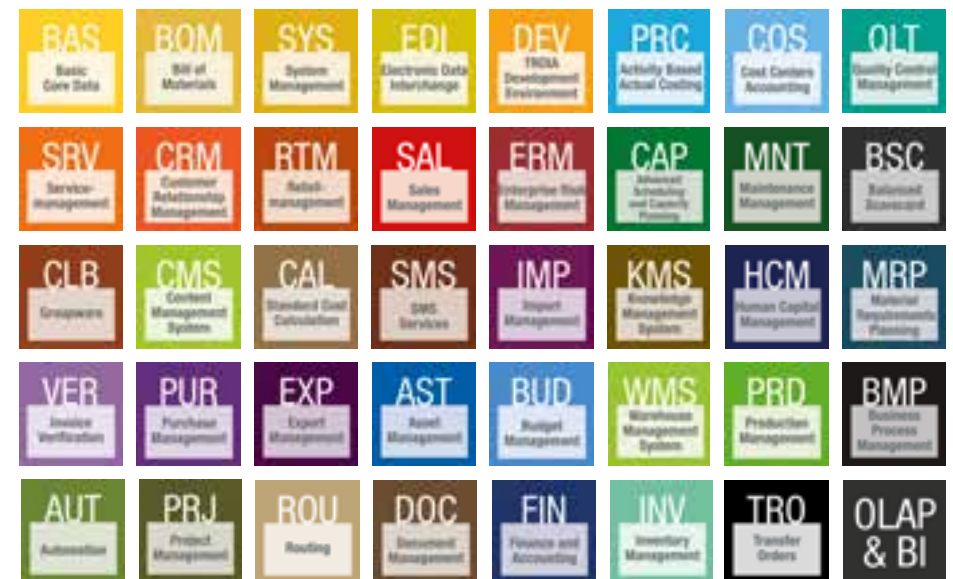 BAS
Basic
Core Data
BOM
Bill of
Materials
SYS
System
Management
EDI
Electronic Data
Interchange
DEV
TROIA
Development
Environment
PRC
Activity Based
Actual Costing
COS
Cost Centers
Accounting
QLT
Quality Control
Management
SRV
Service-
management
CRM
Customer
Relationship
Management
RTM
Retail-
management
SAL
Sales
Management
ERM
Enterprise Risk
Management
CAP
Advanced
Scheduling
and Capacity
Planning
MNT
Maintenance
Management
BSC
Balanced
Scorecard
CLB
Groupware
CMS
Content
Management
System
CAL
Standard Cost
Calculation
SMS
SMS
Services
IMP
Import
Management
KMS
Knowledge
Management
System
HCM
Human Capital
Management
MRP
Material
Requirements
Planning
VER
Invoice
Verification
PUR
Purchase
Management
EXP
Export
Management
AST
Asset
Management
BUD
Budget
Management
WMS
Warehouse
Management
System
PRD
Production
Management
BMP
Business
Process
Management
AUT
Automation
PRJ
Project
Management
ROU
Routing
DOC
Document
Management
FIN
Finance and
Accounting
INV
Inventory
Management
TRO
Transfer
Orders
OLAP
& BI